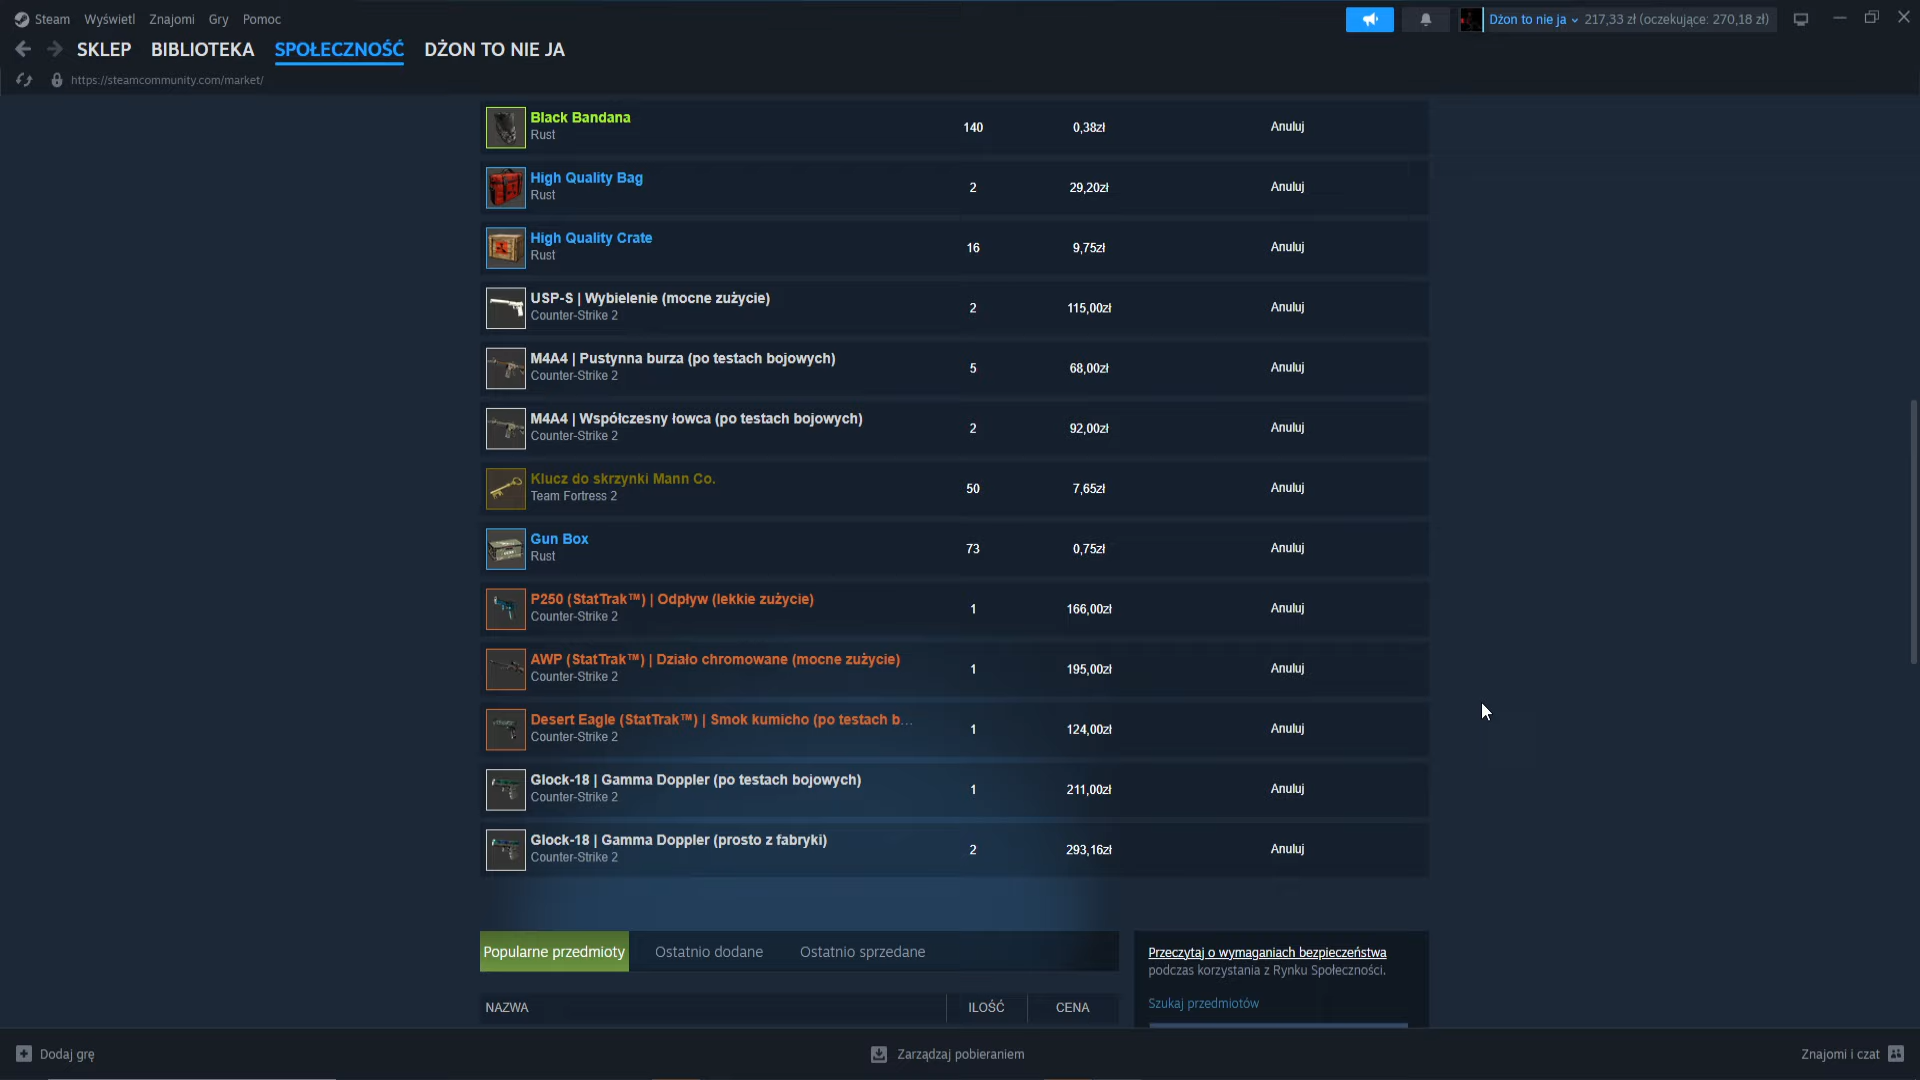 Steam Wyświetl Znajomi Gry Pomoc
Dżon to nie ja 217,33 zł (oczekujące: 270,18 zł)
SKLEP BIBLIOTEKA SPOŁECZNOŚĆ DŻON TO NIE JA
https://steamcommunity.com/market/
Black Bandana
Rust
140 0,38zł Anuluj
High Quality Bag
Rust
2 29,20zł Anuluj
High Quality Crate
Rust
16 9,75zł Anuluj
USP-S | Wybielenie (mocne zużycie)
Counter-Strike 2
2 115,00zł Anuluj
M4A4 | Pustynna burza (po testach bojowych)
Counter-Strike 2
5 68,00zł Anuluj
M4A4 | Współczesny łowca (po testach bojowych)
Counter-Strike 2
2 92,00zł Anuluj
Klucz do skrzynki Mann Co.
Team Fortress 2
50 7,65zł Anuluj
Gun Box
Rust
73 0,75zł Anuluj
P250 (StatTrak™) | Odpływ (lekkie zużycie)
Counter-Strike 2
1 166,00zł Anuluj
AWP (StatTrak™) | Działo chromowane (mocne zużycie)
Counter-Strike 2
1 195,00zł Anuluj
Desert Eagle (StatTrak™) | Smok kumicho (po testach b...
Counter-Strike 2
1 124,00zł Anuluj
Glock-18 | Gamma Doppler (po testach bojowych)
Counter-Strike 2
1 211,00zł Anuluj
Glock-18 | Gamma Doppler (prosto z fabryki)
Counter-Strike 2
2 293,16zł Anuluj
Popularne przedmioty Ostatnio dodane Ostatnio sprzedane
Przeczytaj o wymaganiach bezpieczeństwa
podczas korzystania z Rynku Społeczności.
Szukaj przedmiotów
NAZWA ILOŚĆ CENA
Dodaj grę Zarządzaj pobieraniem Znajomi i czat